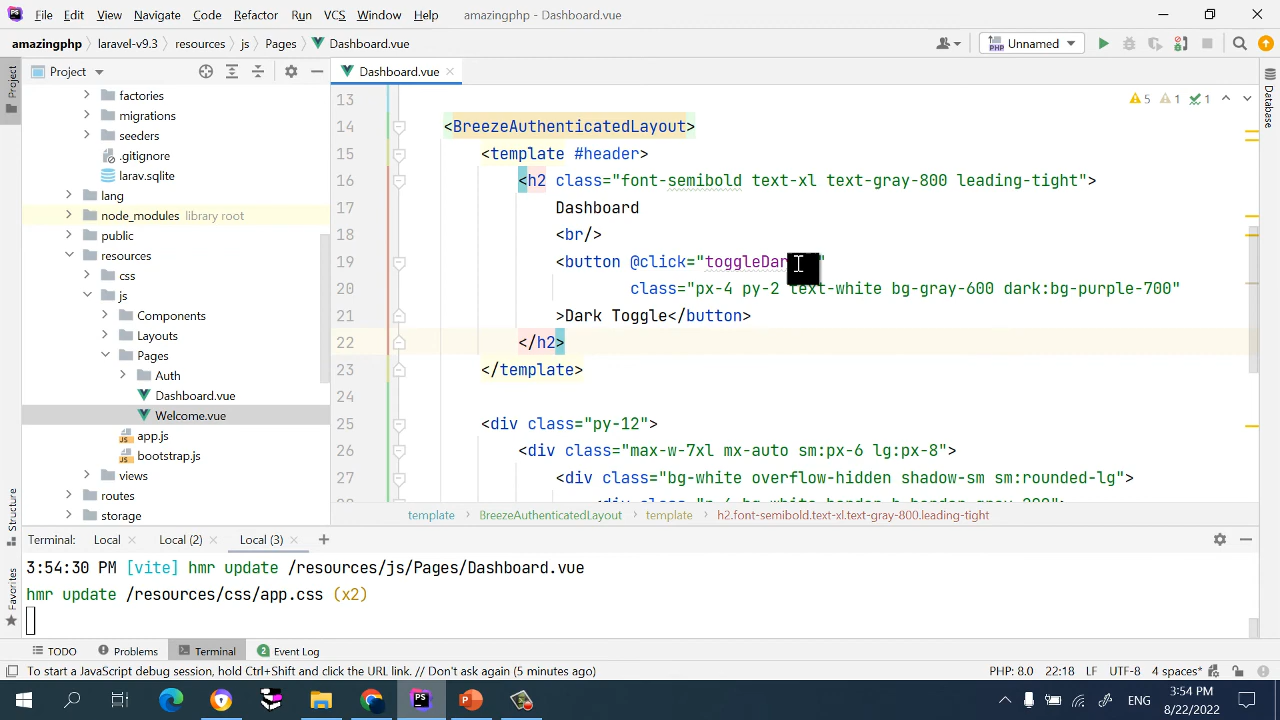 File Edit View Navigate Code Refactor Run VCS Window Help amazingphp - Dashboard.vue
amazingphp laravel-v9.3 resources js Pages Dashboard.vue Unnamed
Project Dashboard.vue
Project
Database
Structure
Favorites
factories
migrations
seeders
.gitignore
larav.sqlite
lang
node_modules library root
public
resources
css
js
Components
Layouts
Pages
Auth
Dashboard.vue
Welcome.vue
app.js
bootstrap.js
views
routes
storage
5 1 1
13
14 <BreezeAuthenticatedLayout>
15 <template #header>
16 <h2 class="font-semibold text-xl text-gray-800 leading-tight">
17 Dashboard
18 <br/>
19 <button @click="
20 class="px-4 py-2 text-white bg-gray-600 dark:bg-purple-700"
21 >Dark Toggle</button>
22 </h2>
23 </template>
24
25 <div class="py-12">
26 <div class="max-w-7xl mx-auto sm:px-6 lg:px-8">
27 <div class="bg-white overflow-hidden shadow-sm sm:rounded-lg">
template BreezeAuthenticatedLayout template h2.font-semibold.text-xl.text-gray-800.leading-tight
Terminal: Local Local (2) Local (3)
3:54:30 PM [vite] hmr update /resources/js/Pages/Dashboard.vue
hmr update /resources/css/app.css (x2)
TODO Problems Terminal 2 Event Log
To start a JavaScript debug session, hold Ctrl+Shift and click the URL link. // Don't ask again (5 minutes ago) PHP: 8.0 22:18 LF UTF-8 4 spaces*
ENG 3:54 PM
8/22/2022